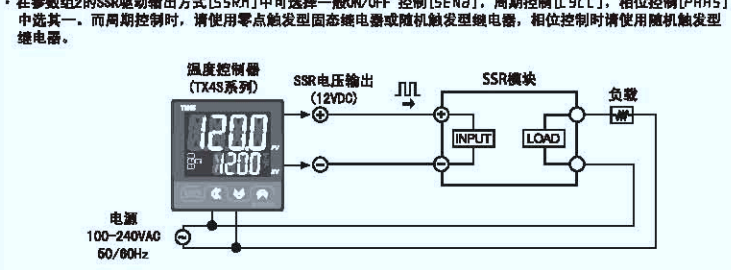 · 在参数组2的SSR驱动输出方式[SSRM]中可选择一般ON/OFF 控制[STND]，周期控制[CYCL]，相位控制[PHAS]
中选其一。而周期控制时，请使用零点触发型固态继电器或随机触发型继电器，相位控制时请使用随机触发型
继电器。
温度控制器
(TX4S系列)
SSR电压输出
(12VDC)
SSR模块
负载
INPUT
LOAD
120.0
PV
120.0
SV
电源
100-240VAC
50/60Hz